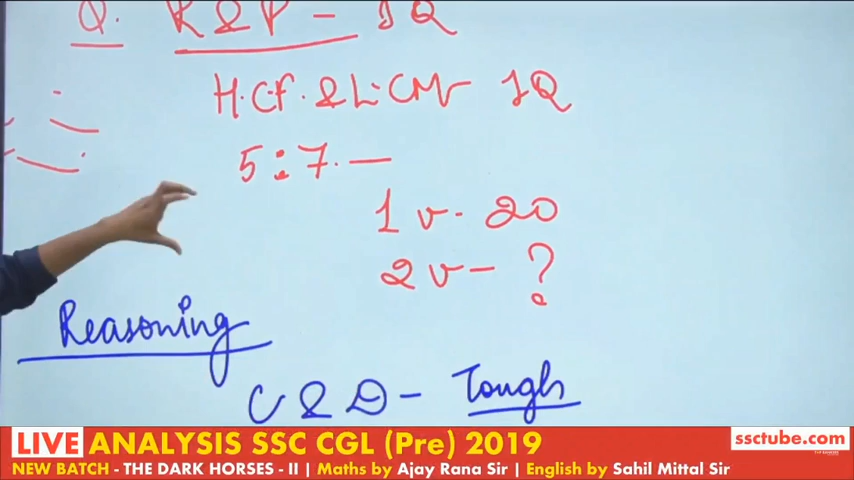 Q. R & P - 1Q
H.C.f. & L.C.M 1Q
5:7. —
1 v - 20
2 v - ?
Reasoning
C & D - Tough
LIVE ANALYSIS SSC CGL (Pre) 2019
ssctube.com
NEW BATCH - THE DARK HORSES - II | Maths by Ajay Rana Sir | English by Sahil Mittal Sir